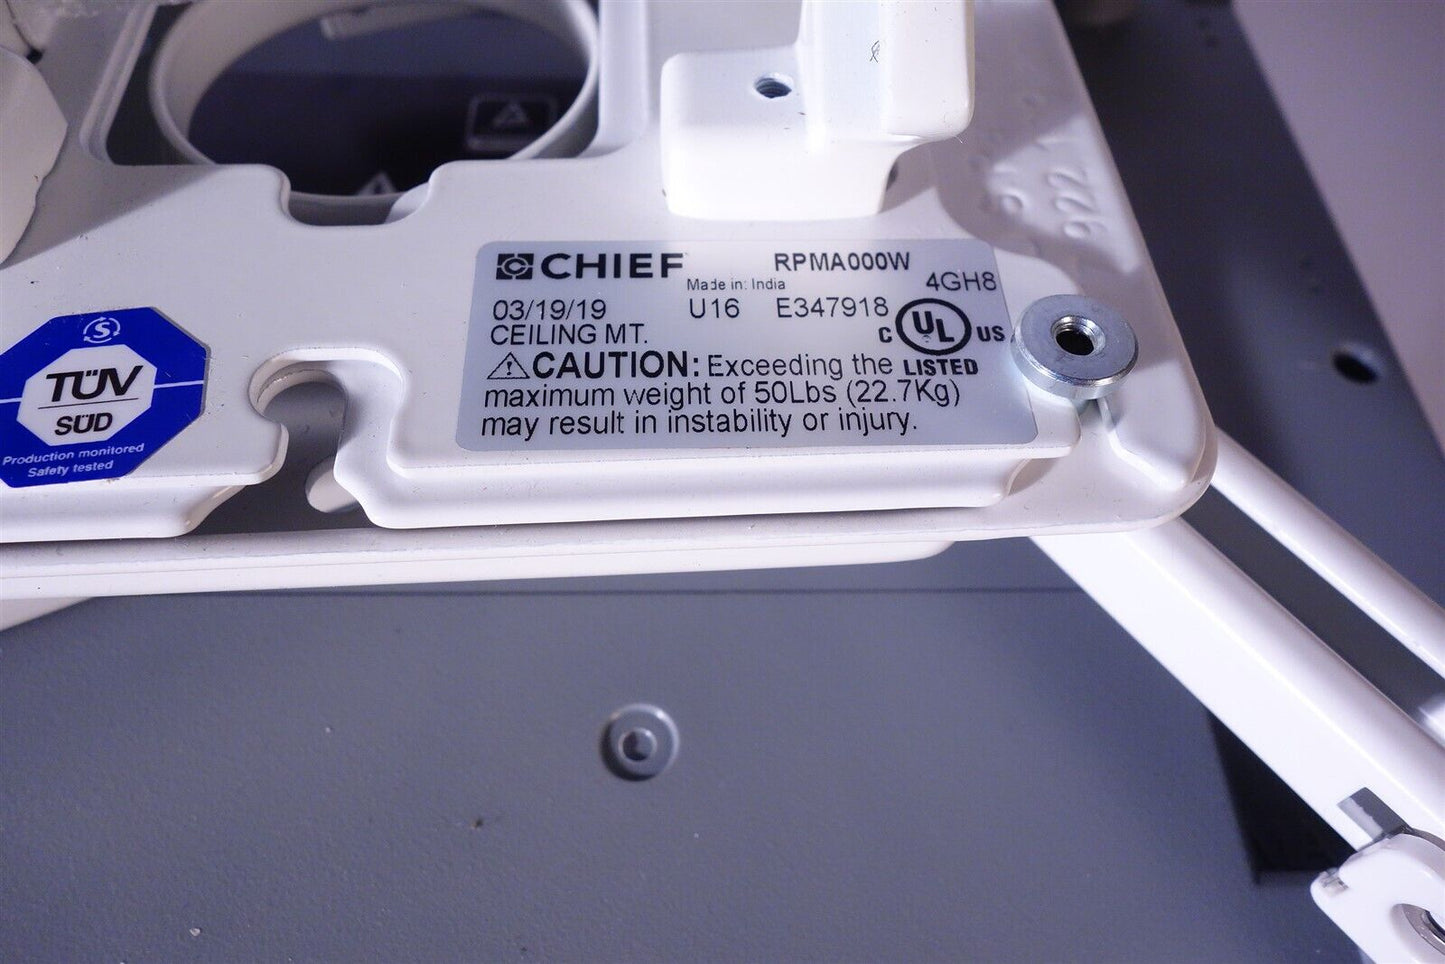 CHIEF RPMA000W
Made in: India 4GH8
03/19/19 U16 E347918
CEILING MT.
C UL US
LISTED
⚠CAUTION: Exceeding the
maximum weight of 50Lbs (22.7Kg)
may result in instability or injury.
S
TÜV
SÜD
Production monitored
Safety tested
922